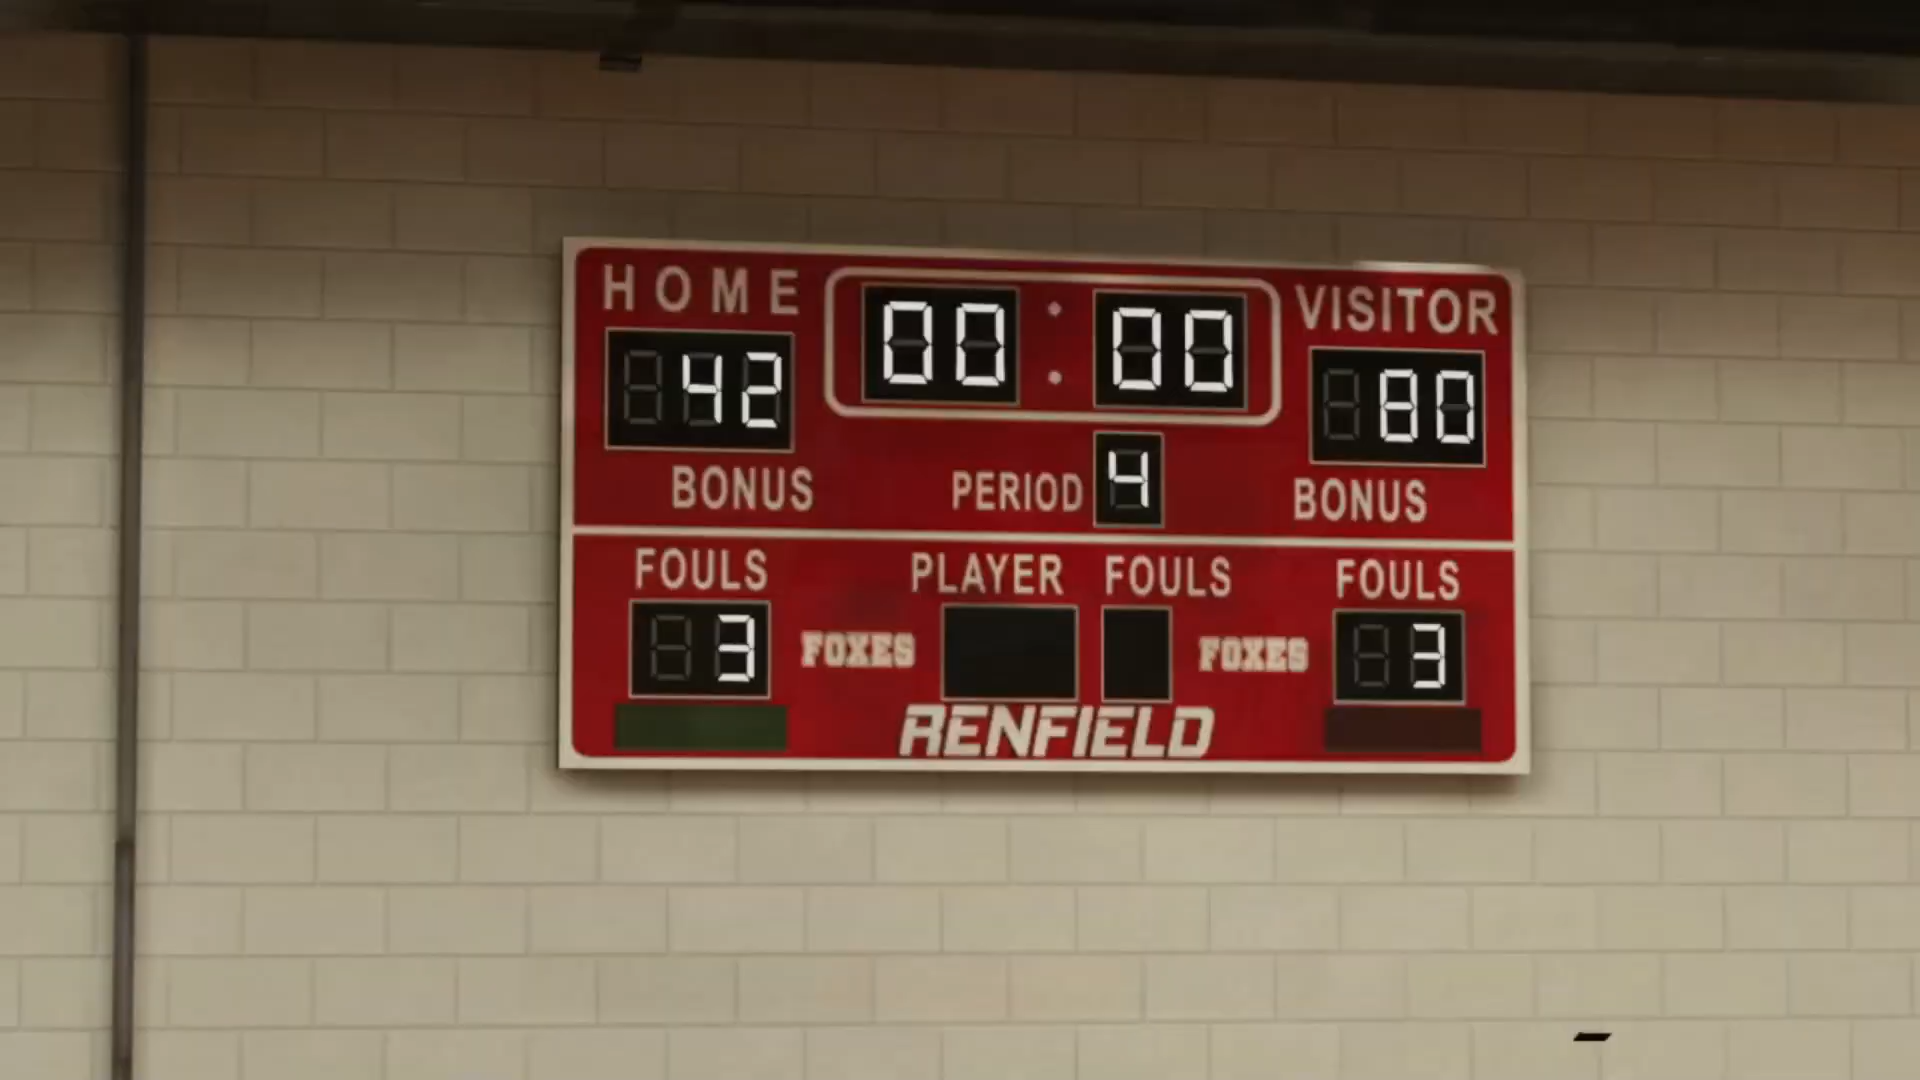 HOME 00:00 VISITOR
42 80
BONUS PERIOD 4 BONUS
FOULS PLAYER FOULS FOULS
3 FOXES FOXES 3
RENFIELD